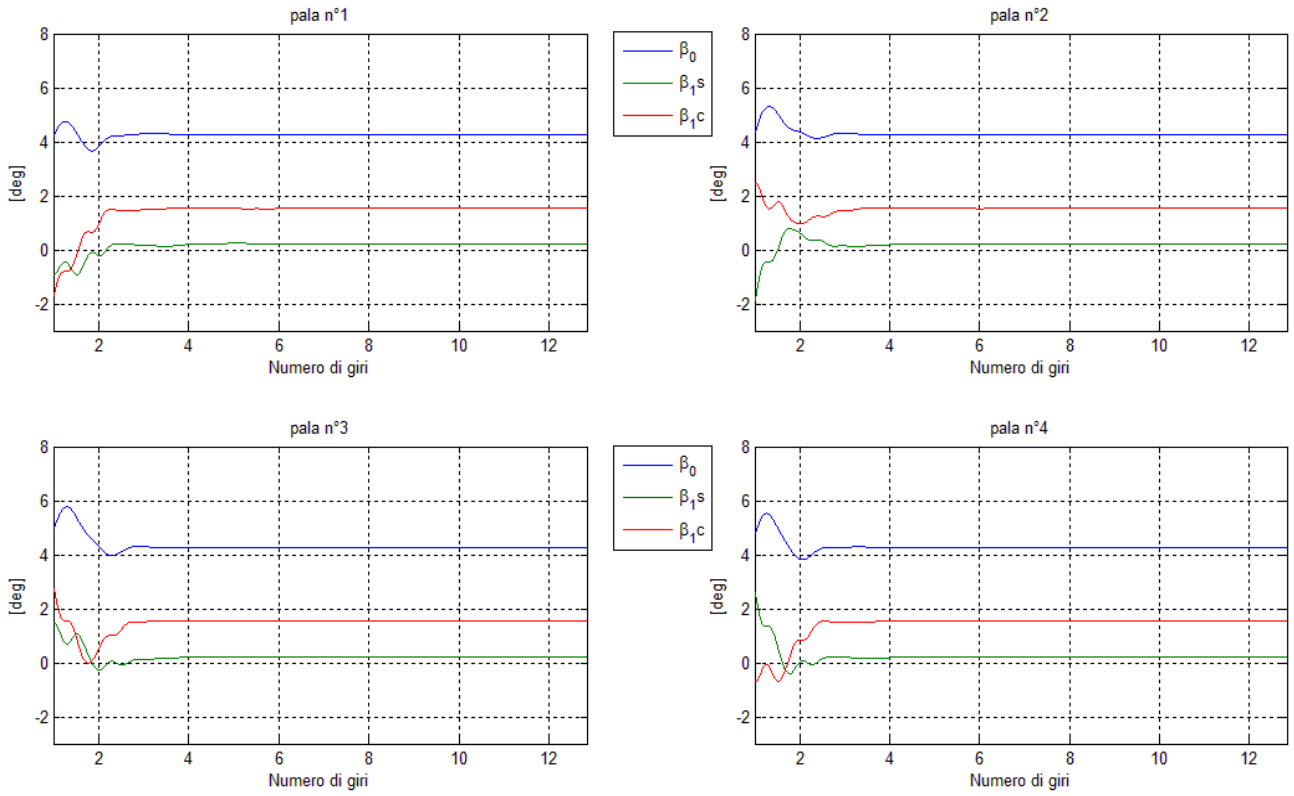 pala n°1
8
6
4
2
0
-2
[deg]
2 4 6 8 10 12
Numero di giri
β₀
β₁s
β₁c
pala n°2
8
6
4
2
0
-2
[deg]
2 4 6 8 10 12
Numero di giri
pala n°3
8
6
4
2
0
-2
[deg]
2 4 6 8 10 12
Numero di giri
β₀
β₁s
β₁c
pala n°4
8
6
4
2
0
-2
[deg]
2 4 6 8 10 12
Numero di giri